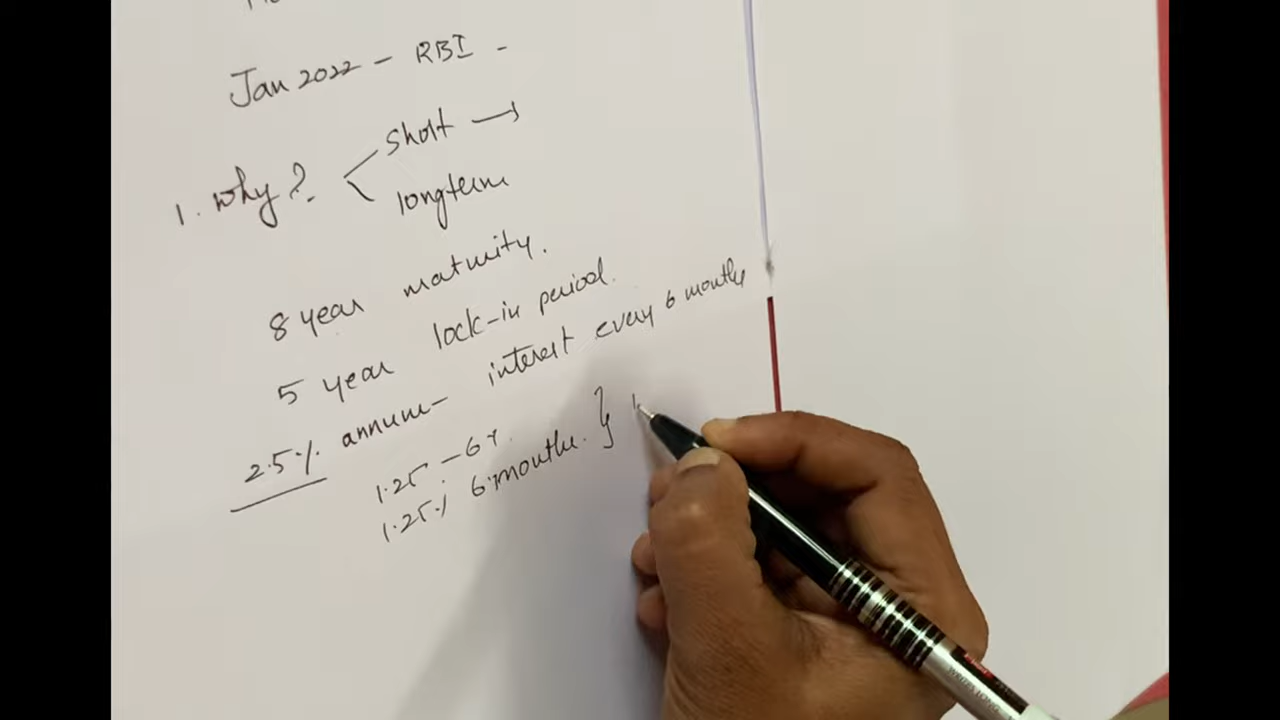 Jan 2022 - RBI -
1. Why? short →
longterm
8 year maturity.
5 year lock-in period.
2.5% annum- interest every 6 months
1.25 - 6
1.25% 6 months. }